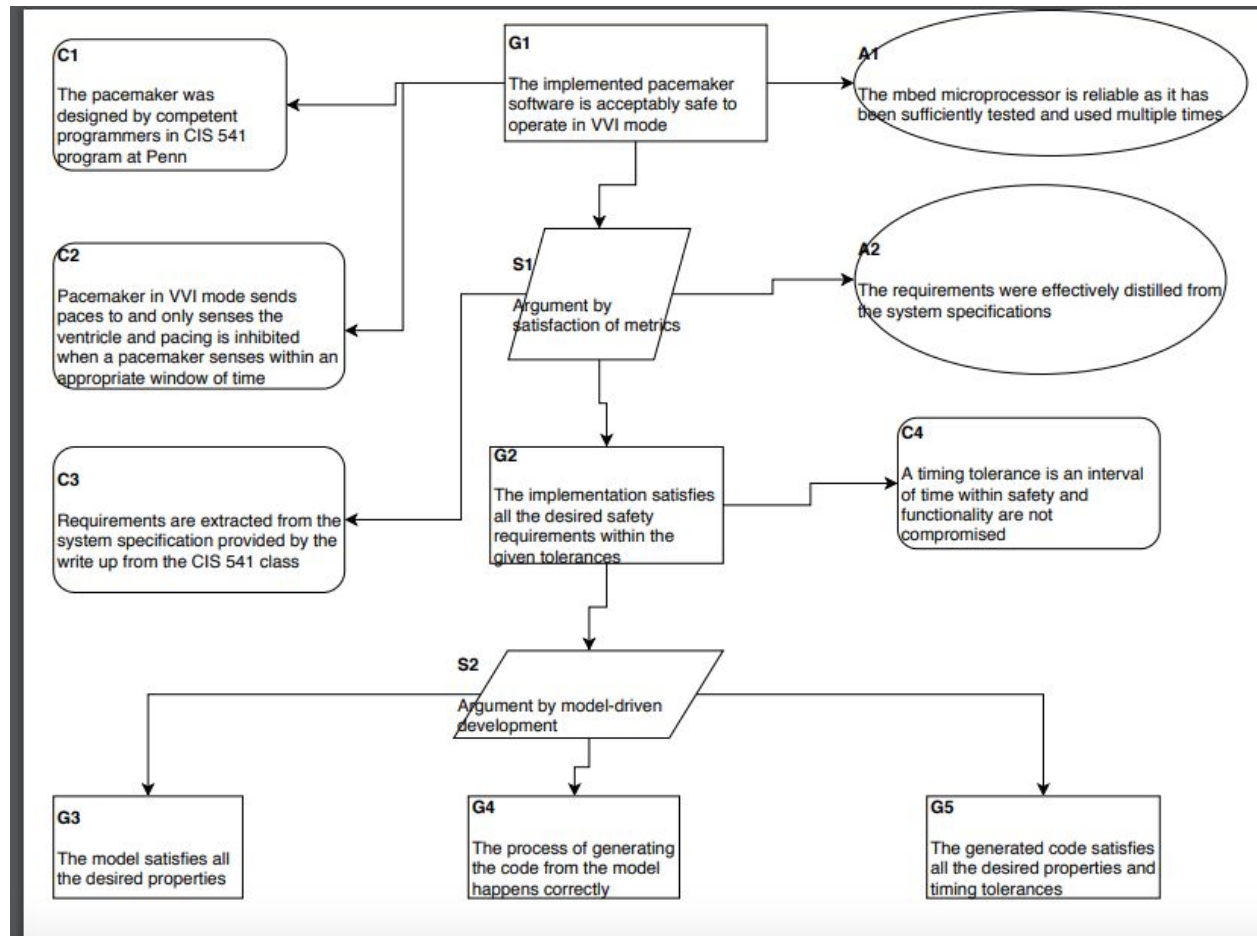 C1
The pacemaker was
designed by competent
programmers in CIS 541
program at Penn
G1
The implemented pacemaker
software is acceptably safe to
operate in VVI mode
A1
The mbed microprocessor is reliable as it has
been sufficiently tested and used multiple times
C2
Pacemaker in VVI mode sends
paces to and only senses the
ventricle and pacing is inhibited
when a pacemaker senses within an
appropriate window of time
S1
Argument by
satisfaction of metrics
A2
The requirements were effectively distilled from
the system specifications
C3
Requirements are extracted from the
system specification provided by the
write up from the CIS 541 class
G2
The implementation satisfies
all the desired safety
requirements within the
given tolerances
C4
A timing tolerance is an interval
of time within safety and
functionality are not
compromised
S2
Argument by model-driven
development
G3
The model satisfies all
the desired properties
G4
The process of generating
the code from the model
happens correctly
G5
The generated code satisfies
all the desired properties and
timing tolerances